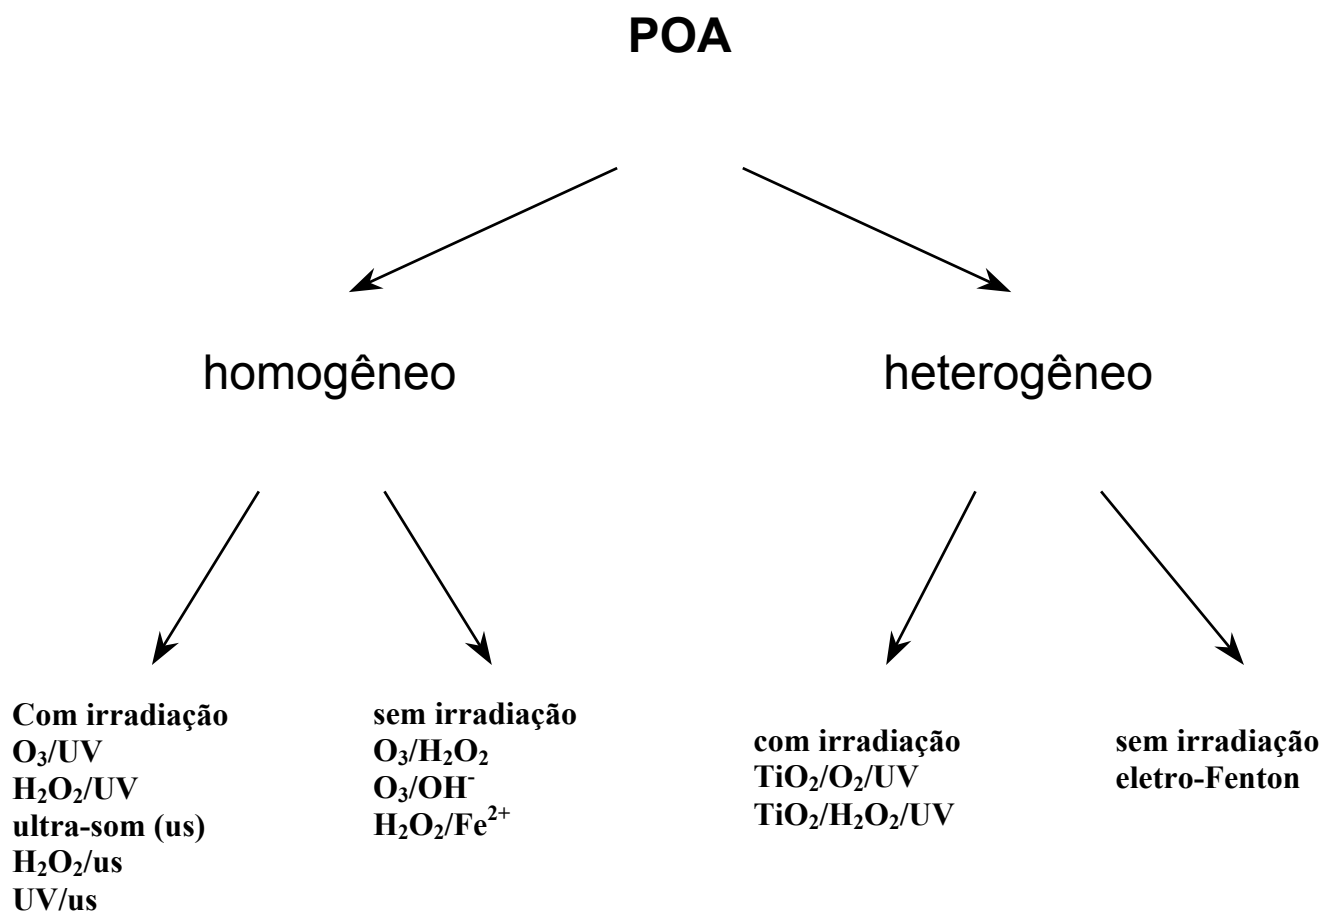 POA
homogêneo
heterogêneo
Com irradiação
O₃/UV
H₂O₂/UV
ultra-som (us)
H₂O₂/us
UV/us
sem irradiação
O₃/H₂O₂
O₃/OH⁻
H₂O₂/Fe²⁺
com irradiação
TiO₂/O₂/UV
TiO₂/H₂O₂/UV
sem irradiação
eletro-Fenton